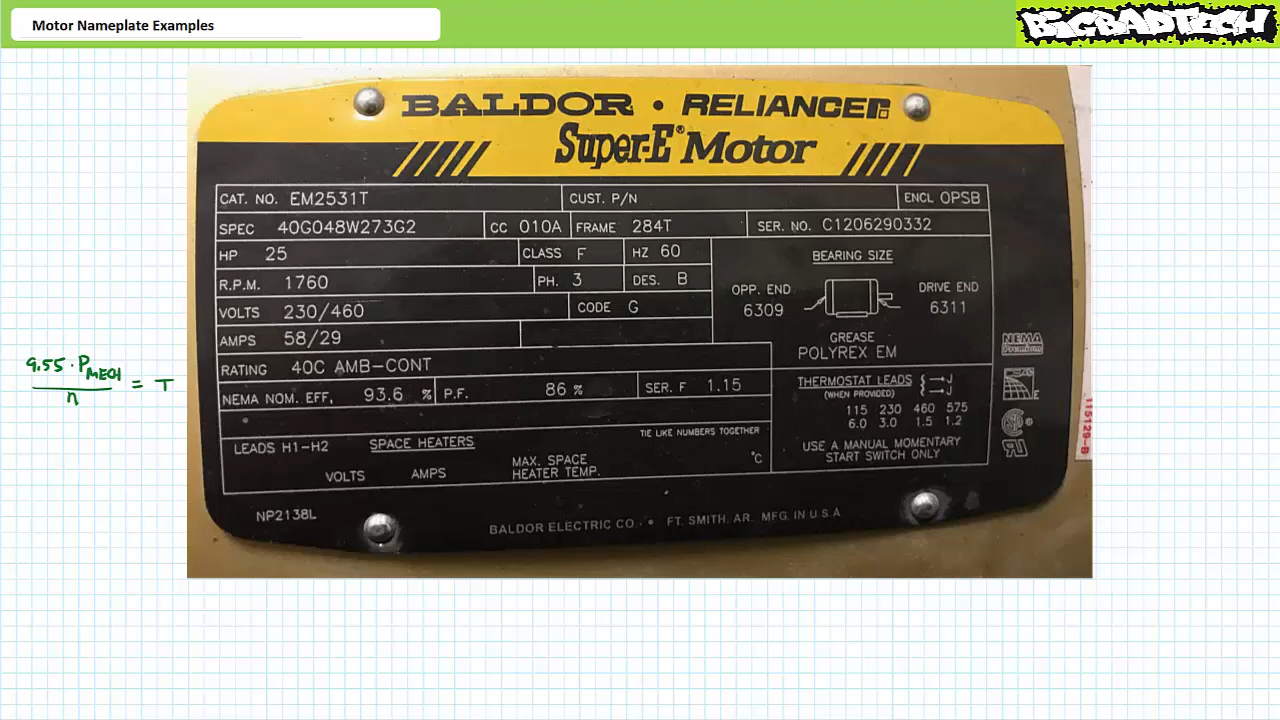 Motor Nameplate Examples
BIGBADTECH
BALDOR • RELIANCER
Super-E® Motor
CAT. NO. EM2531T CUST. P/N ENCL OPSB
SPEC 40G048W273G2 CC 010A FRAME 284T SER. NO. C1206290332
HP 25 CLASS F HZ 60
R.P.M. 1760 PH. 3 DES. B
VOLTS 230/460 CODE G
AMPS 58/29
RATING 40C AMB-CONT
NEMA NOM. EFF, 93.6 % P.F. 86 % SER. F 1.15
LEADS H1-H2 SPACE HEATERS TIE LIKE NUMBERS TOGETHER
VOLTS AMPS MAX. SPACE
HEATER TEMP. °C
BEARING SIZE
OPP. END DRIVE END
6309 6311
GREASE
POLYREX EM
THERMOSTAT LEADS J
(WHEN PROVIDED) J
115 230 460 575
6.0 3.0 1.5 1.2
USE A MANUAL MOMENTARY
START SWITCH ONLY
NEMA
Premium
E
115129-B
NP2138L
BALDOR ELECTRIC CO. • FT. SMITH. AR. MFG. IN U.S.A
9.55 · P MECH
n = T